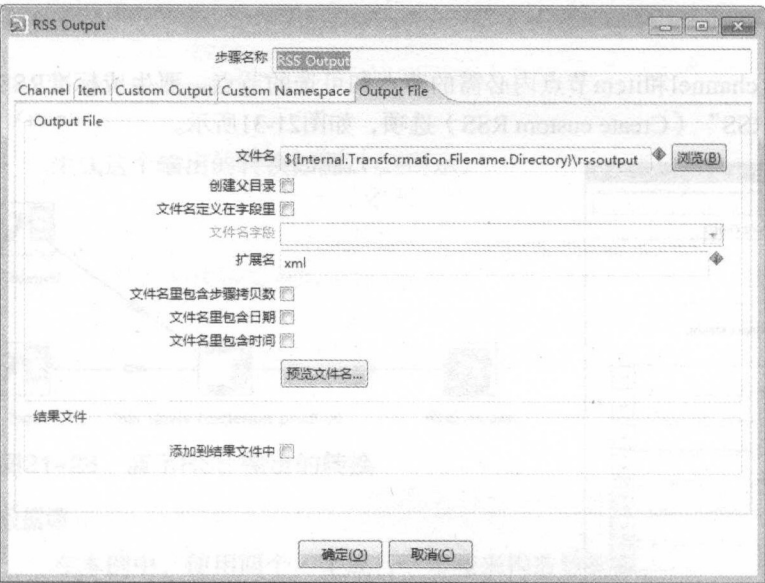 RSS Output
步骤名称 RSS Output
Channel Item Custom Output Custom Namespace Output File
Output File
文件名 ${Internal.Transformation.Filename.Directory}\rssoutput 浏览(B)
创建父目录
文件名定义在字段里
文件名字段
扩展名 xml
文件名里包含步骤拷贝数
文件名里包含日期
文件名里包含时间
预览文件名...
结果文件
添加到结果文件中
确定(O) 取消(C)